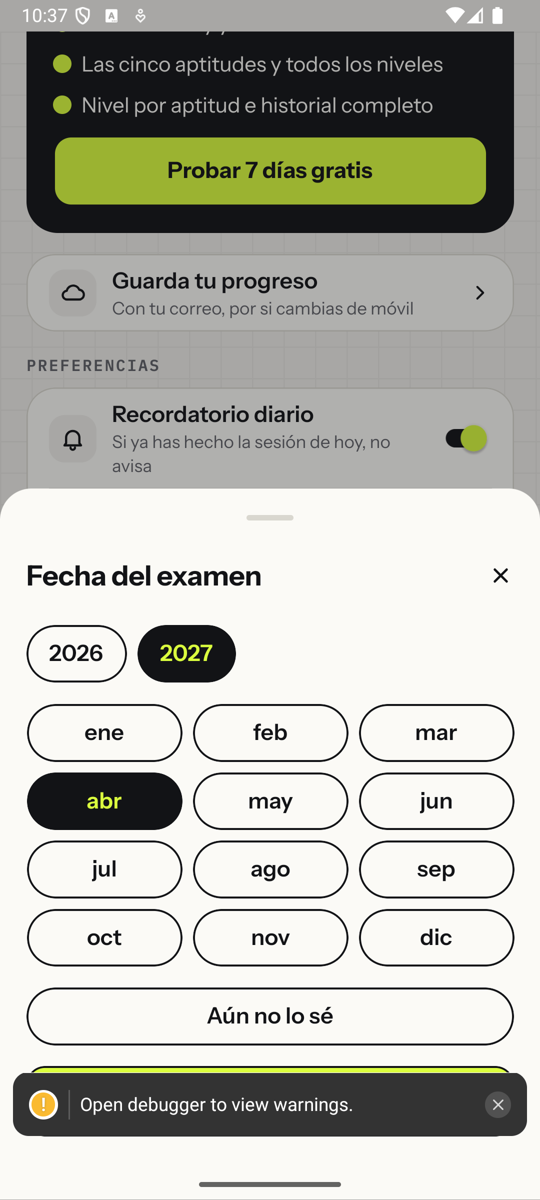 10:37
Las cinco aptitudes y todos los niveles
Nivel por aptitud e historial completo
Probar 7 días gratis
Guarda tu progreso
Con tu correo, por si cambias de móvil
PREFERENCIAS
Recordatorio diario
Si ya has hecho la sesión de hoy, no
avisa
Fecha del examen
2026 2027
ene feb mar
abr may jun
jul ago sep
oct nov dic
Aún no lo sé
Open debugger to view warnings.